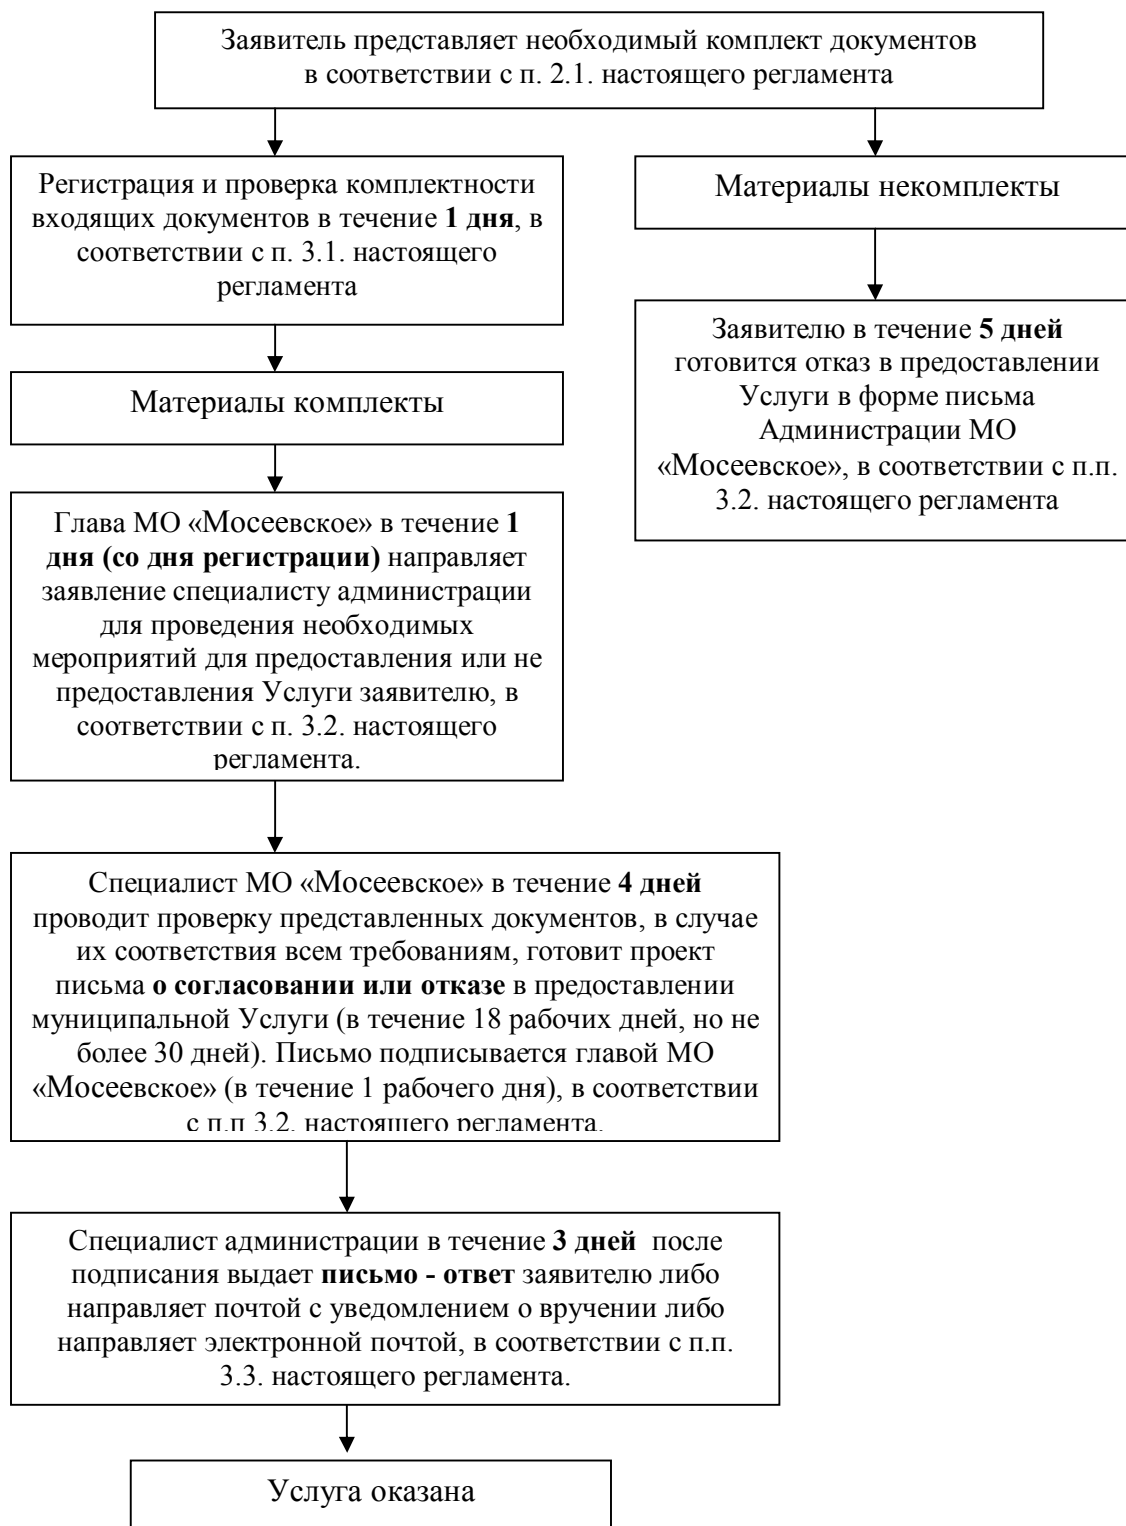 Заявитель представляет необходимый комплект документов
в соответствии с п. 2.1. настоящего регламента
Регистрация и проверка комплектности
входящих документов в течение 1 дня, в
соответствии с п. 3.1. настоящего
регламента
Материалы некомплекты
Заявителю в течение 5 дней
готовится отказ в предоставлении
Услуги в форме письма
Администрации МО
«Мосеевское», в соответствии с п.п.
3.2. настоящего регламента
Материалы комплекты
Глава МО «Мосеевское» в течение 1
дня (со дня регистрации) направляет
заявление специалисту администрации
для проведения необходимых
мероприятий для предоставления или не
предоставления Услуги заявителю, в
соответствии с п. 3.2. настоящего
регламента.
Специалист МО «Мосеевское» в течение 4 дней
проводит проверку представленных документов, в случае
их соответствия всем требованиям, готовит проект
письма о согласовании или отказе в предоставлении
муниципальной Услуги (в течение 18 рабочих дней, но не
более 30 дней). Письмо подписывается главой МО
«Мосеевское» (в течение 1 рабочего дня), в соответствии
с п.п 3.2. настоящего регламента.
Специалист администрации в течение 3 дней после
подписания выдает письмо - ответ заявителю либо
направляет почтой с уведомлением о вручении либо
направляет электронной почтой, в соответствии с п.п.
3.3. настоящего регламента.
Услуга оказана